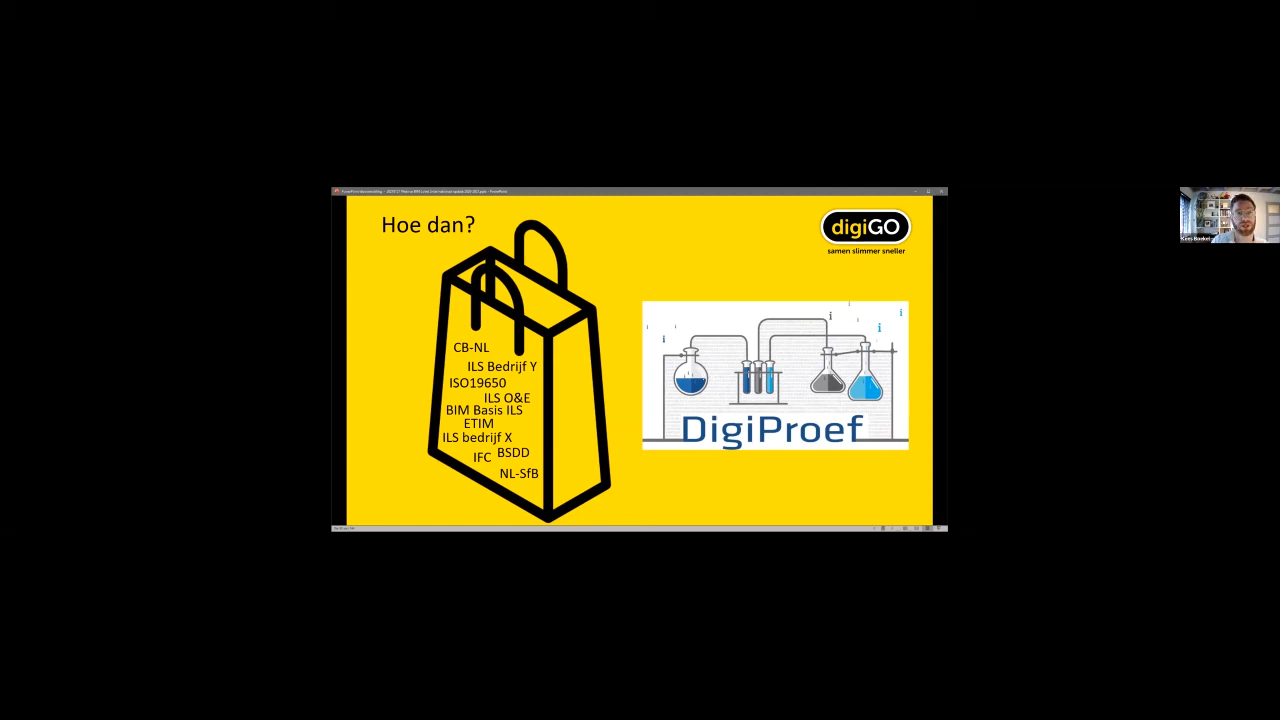 Hoe dan?
digiGO
samen slimmer sneller
CB-NL
ILS Bedrijf Y
ISO19650
ILS O&E
BIM Basis ILS
ETIM
ILS bedrijf X
BSDD
IFC
NL-SfB
DigiProef